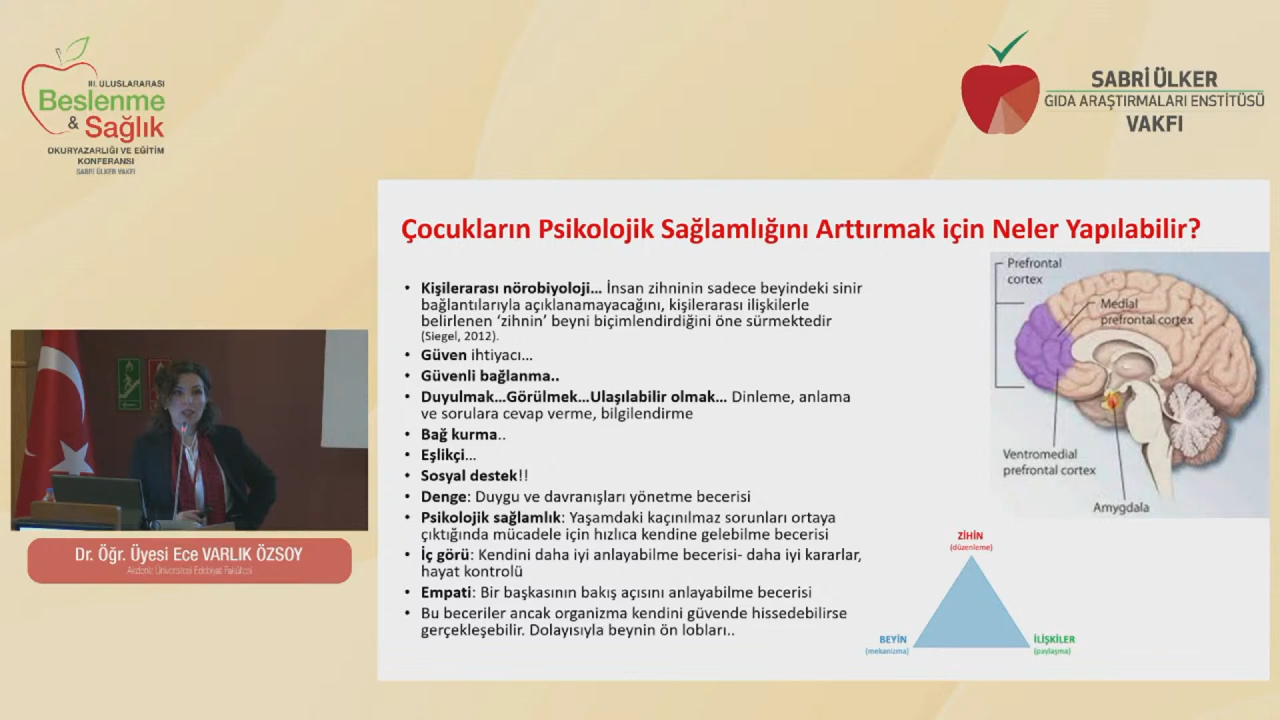 III. ULUSLARARASI
Beslenme
& Sağlık
OKURYAZARLIĞI VE EĞİTİM
KONFERANSI
SABRİ ÜLKER VAKFI
SABRİ ÜLKER
GIDA ARAŞTIRMALARI ENSTİTÜSÜ
VAKFI
Çocukların Psikolojik Sağlamlığını Arttırmak için Neler Yapılabilir?
• Kişilerarası nörobiyoloji… İnsan zihninin sadece beyindeki sinir
bağlantılarıyla açıklanamayacağını, kişilerarası ilişkilerle
belirlenen ‘zihnin’ beyni biçimlendirdiğini öne sürmektedir
(Siegel, 2012).
• Güven ihtiyacı…
• Güvenli bağlanma..
• Duyulmak…Görülmek…Ulaşılabilir olmak… Dinleme, anlama
ve sorulara cevap verme, bilgilendirme
• Bağ kurma..
• Eşlikçi…
• Sosyal destek!!
• Denge: Duygu ve davranışları yönetme becerisi
• Psikolojik sağlamlık: Yaşamdaki kaçınılmaz sorunları ortaya
çıktığında mücadele için hızlıca kendine gelebilme becerisi
• İç görü: Kendini daha iyi anlayabilme becerisi- daha iyi kararlar,
hayat kontrolü
• Empati: Bir başkasının bakış açısını anlayabilme becerisi
• Bu beceriler ancak organizma kendini güvende hissedebilirse
gerçekleşebilir. Dolayısıyla beynin ön lobları..
Prefrontal
cortex
Medial
prefrontal cortex
Ventromedial
prefrontal cortex
Amygdala
ZİHİN
(düzenleme)
BEYİN
(mekanizma)
İLİŞKİLER
(paylaşma)
Dr. Öğr. Üyesi Ece VARLIK ÖZSOY
Akdeniz Üniversitesi Edebiyat Fakültesi